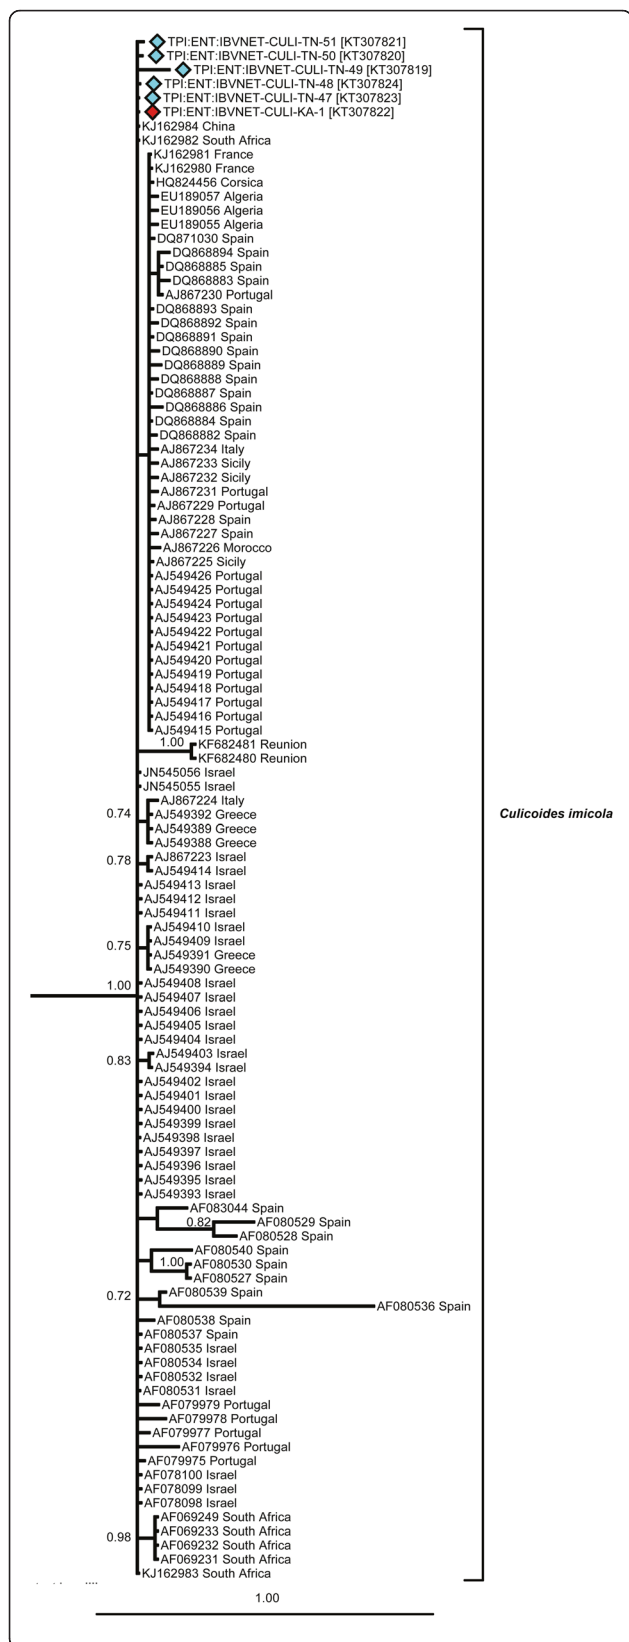 TPI:ENT:IBVNET-CULI-TN-51 [KT307821]
TPI:ENT:IBVNET-CULI-TN-50 [KT307820]
TPI:ENT:IBVNET-CULI-TN-49 [KT307819]
TPI:ENT:IBVNET-CULI-TN-48 [KT307824]
TPI:ENT:IBVNET-CULI-TN-47 [KT307823]
TPI:ENT:IBVNET-CULI-KA-1 [KT307822]
KJ162984 China
KJ162982 South Africa
KJ162981 France
KJ162980 France
HQ824456 Corsica
EU189057 Algeria
EU189056 Algeria
EU189055 Algeria
DQ871030 Spain
DQ868894 Spain
DQ868885 Spain
DQ868883 Spain
AJ867230 Portugal
DQ868893 Spain
DQ868892 Spain
DQ868891 Spain
DQ868890 Spain
DQ868889 Spain
DQ868888 Spain
DQ868887 Spain
DQ868886 Spain
DQ868884 Spain
DQ868882 Spain
AJ867234 Italy
AJ867233 Sicily
AJ867232 Sicily
AJ867231 Portugal
AJ867229 Portugal
AJ867228 Spain
AJ867227 Spain
AJ867226 Morocco
AJ867225 Sicily
AJ549426 Portugal
AJ549425 Portugal
AJ549424 Portugal
AJ549423 Portugal
AJ549422 Portugal
AJ549421 Portugal
AJ549420 Portugal
AJ549419 Portugal
AJ549418 Portugal
AJ549417 Portugal
AJ549416 Portugal
AJ549415 Portugal
1.00 KF682481 Reunion
KF682480 Reunion
JN545056 Israel
JN545055 Israel
AJ867224 Italy
0.74 AJ549392 Greece
Culicoides imicola
AJ549389 Greece
AJ549388 Greece
0.78 AJ867223 Israel
AJ549414 Israel
AJ549413 Israel
AJ549412 Israel
AJ549411 Israel
AJ549410 Israel
0.75 AJ549409 Israel
AJ549391 Greece
AJ549390 Greece
1.00 AJ549408 Israel
AJ549407 Israel
AJ549406 Israel
AJ549405 Israel
AJ549404 Israel
0.83 AJ549403 Israel
AJ549394 Israel
AJ549402 Israel
AJ549401 Israel
AJ549400 Israel
AJ549399 Israel
AJ549398 Israel
AJ549397 Israel
AJ549396 Israel
AJ549395 Israel
AJ549393 Israel
AF083044 Spain
0.82 AF080529 Spain
AF080528 Spain
AF080540 Spain
1.00 AF080530 Spain
AF080527 Spain
0.72 AF080539 Spain
AF080536 Spain
AF080538 Spain
AF080537 Spain
AF080535 Israel
AF080534 Israel
AF080532 Israel
AF080531 Israel
AF079979 Portugal
AF079978 Portugal
AF079977 Portugal
AF079976 Portugal
AF079975 Portugal
AF078100 Israel
AF078099 Israel
AF078098 Israel
AF069249 South Africa
0.98 AF069233 South Africa
AF069232 South Africa
AF069231 South Africa
KJ162983 South Africa
1.00